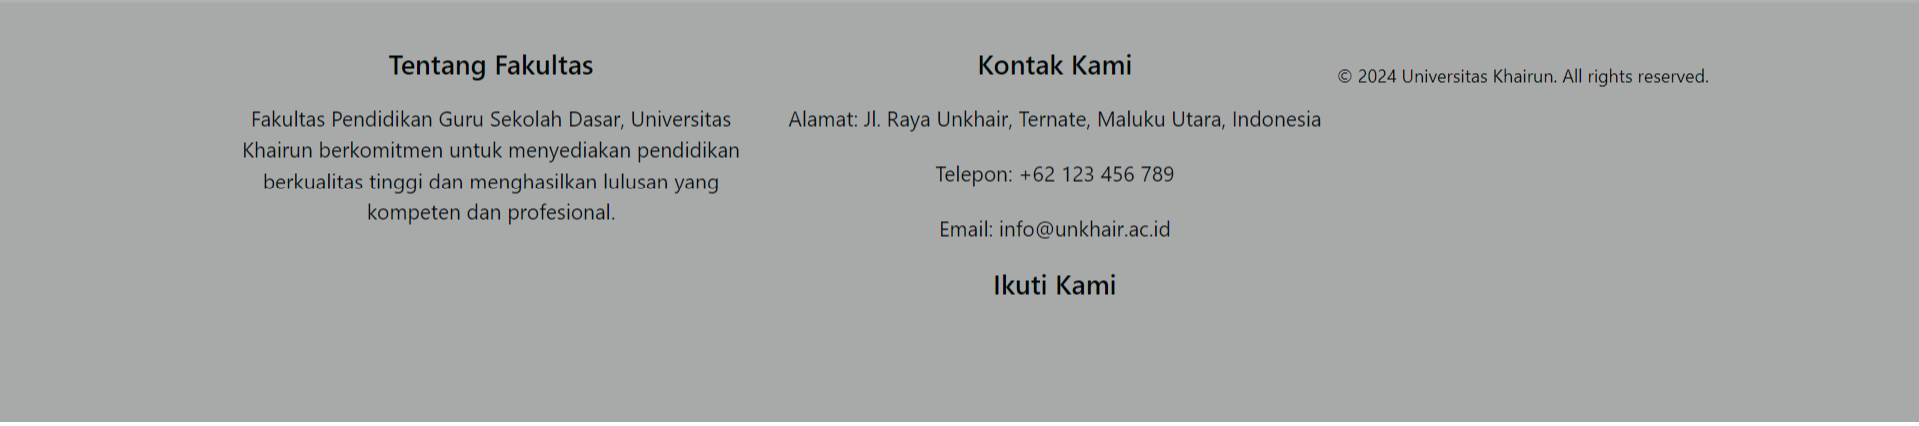 Tentang Fakultas
Fakultas Pendidikan Guru Sekolah Dasar, Universitas
Khairun berkomitmen untuk menyediakan pendidikan
berkualitas tinggi dan menghasilkan lulusan yang
kompeten dan profesional.
Kontak Kami
Alamat: Jl. Raya Unkhair, Ternate, Maluku Utara, Indonesia
Telepon: +62 123 456 789
Email: info@unkhair.ac.id
Ikuti Kami
© 2024 Universitas Khairun. All rights reserved.